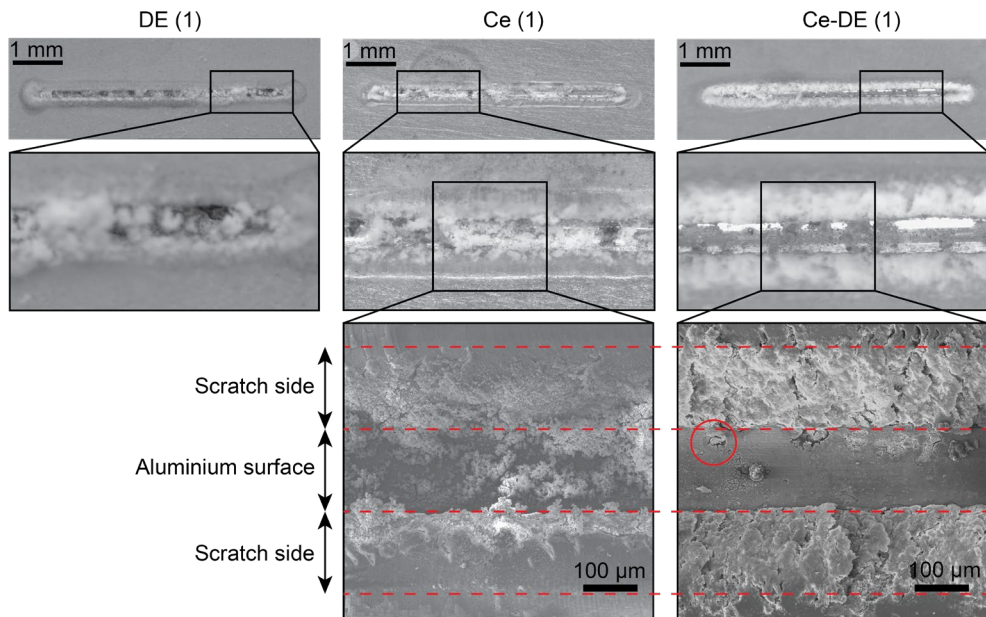 DE (1)
Ce (1)
Ce-DE (1)
1 mm
1 mm
1 mm
Scratch side
Aluminium surface
Scratch side
100 µm
100 µm